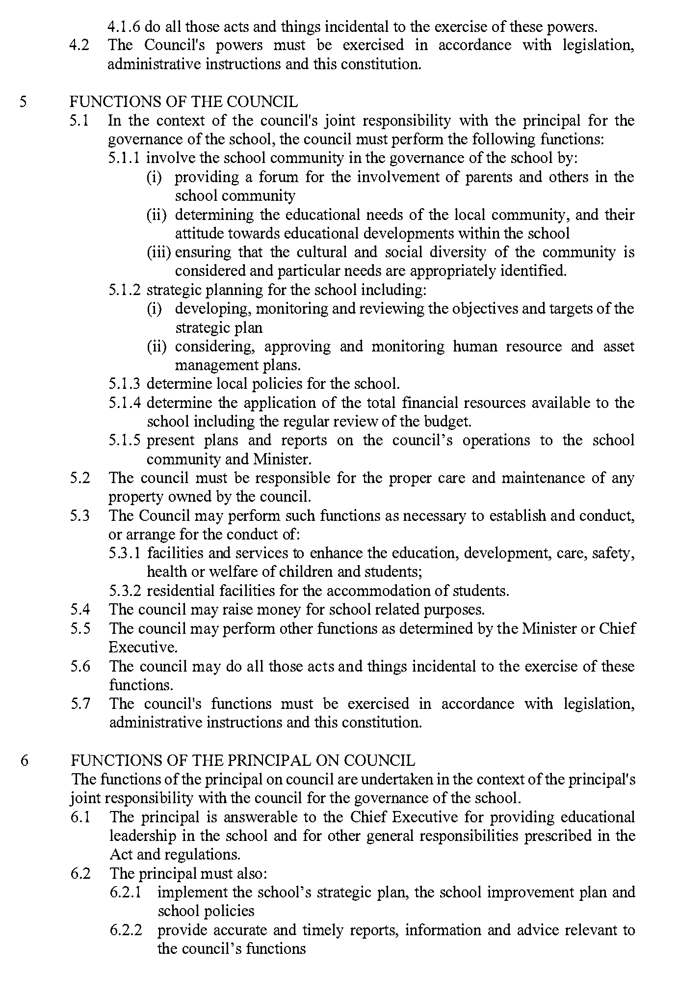 4.1.6 do all those acts and things incidental to the exercise of these powers.
4.2 The Council's powers must be exercised in accordance with legislation,
administrative instructions and this constitution.
5 FUNCTIONS OF THE COUNCIL
5.1 In the context of the council's joint responsibility with the principal for the
governance of the school, the council must perform the following functions:
5.1.1 involve the school community in the governance of the school by:
(i) providing a forum for the involvement of parents and others in the
school community
(ii) determining the educational needs of the local community, and their
attitude towards educational developments within the school
(iii) ensuring that the cultural and social diversity of the community is
considered and particular needs are appropriately identified.
5.1.2 strategic planning for the school including:
(i) developing, monitoring and reviewing the objectives and targets of the
strategic plan
(ii) considering, approving and monitoring human resource and asset
management plans.
5.1.3 determine local policies for the school.
5.1.4 determine the application of the total financial resources available to the
school including the regular review of the budget.
5.1.5 present plans and reports on the council’s operations to the school
community and Minister.
5.2 The council must be responsible for the proper care and maintenance of any
property owned by the council.
5.3 The Council may perform such functions as necessary to establish and conduct,
or arrange for the conduct of:
5.3.1 facilities and services to enhance the education, development, care, safety,
health or welfare of children and students;
5.3.2 residential facilities for the accommodation of students.
5.4 The council may raise money for school related purposes.
5.5 The council may perform other functions as determined by the Minister or Chief
Executive.
5.6 The council may do all those acts and things incidental to the exercise of these
functions.
5.7 The council's functions must be exercised in accordance with legislation,
administrative instructions and this constitution.
6 FUNCTIONS OF THE PRINCIPAL ON COUNCIL
The functions of the principal on council are undertaken in the context of the principal's
joint responsibility with the council for the governance of the school.
6.1 The principal is answerable to the Chief Executive for providing educational
leadership in the school and for other general responsibilities prescribed in the
Act and regulations.
6.2 The principal must also:
6.2.1 implement the school’s strategic plan, the school improvement plan and
school policies
6.2.2 provide accurate and timely reports, information and advice relevant to
the council’s functions